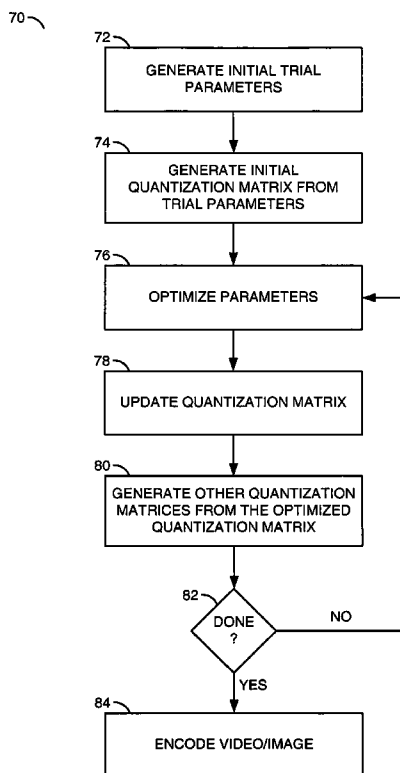 70
72
GENERATE INITIAL TRIAL
PARAMETERS
74
GENERATE INITIAL
QUANTIZATION MATRIX FROM
TRIAL PARAMETERS
76
OPTIMIZE PARAMETERS
78
UPDATE QUANTIZATION MATRIX
80
GENERATE OTHER QUANTIZATION
MATRICES FROM THE OPTIMIZED
QUANTIZATION MATRIX
82
DONE
?
NO
YES
84
ENCODE VIDEO/IMAGE